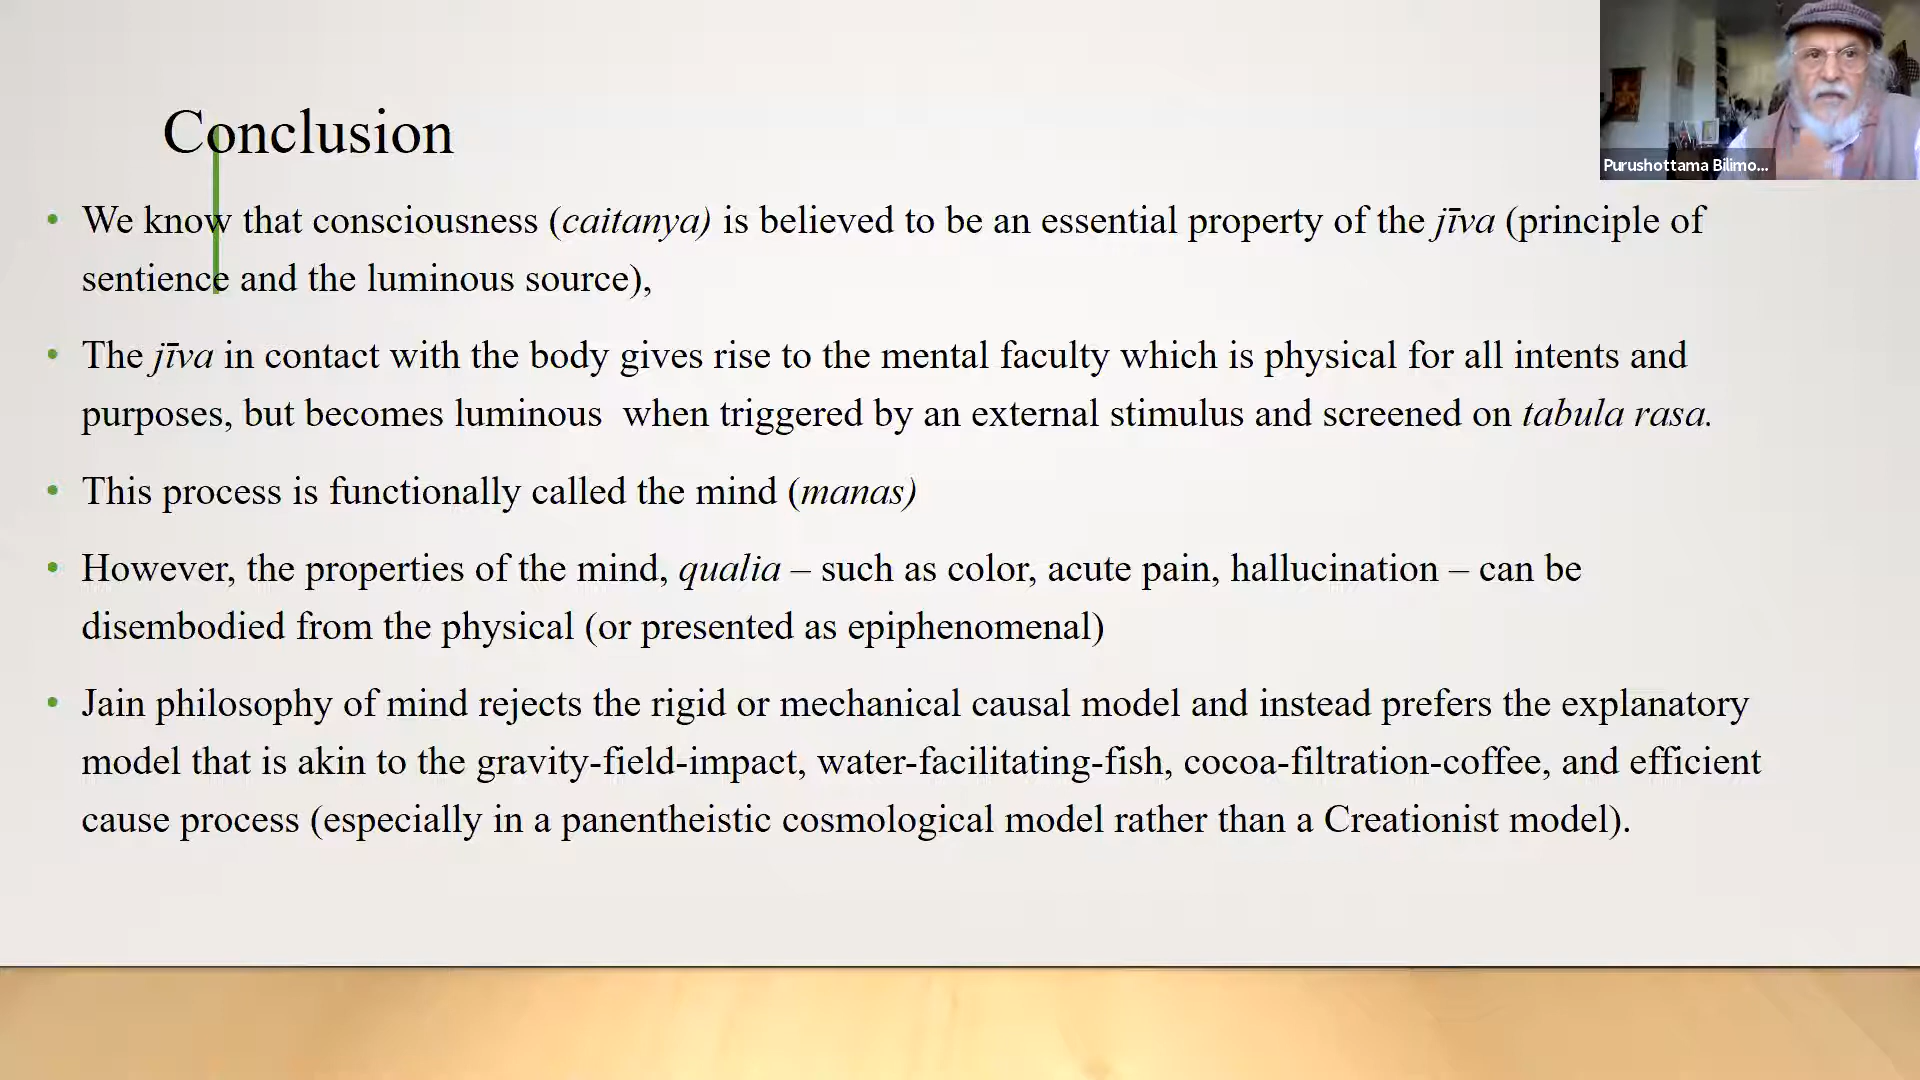 Conclusion
Purushottama Bilimo...
• We know that consciousness (caitanya) is believed to be an essential property of the jīva (principle of
sentience and the luminous source),
• The jīva in contact with the body gives rise to the mental faculty which is physical for all intents and
purposes, but becomes luminous  when triggered by an external stimulus and screened on tabula rasa.
• This process is functionally called the mind (manas)
• However, the properties of the mind, qualia – such as color, acute pain, hallucination – can be
disembodied from the physical (or presented as epiphenomenal)
• Jain philosophy of mind rejects the rigid or mechanical causal model and instead prefers the explanatory
model that is akin to the gravity-field-impact, water-facilitating-fish, cocoa-filtration-coffee, and efficient
cause process (especially in a panentheistic cosmological model rather than a Creationist model).